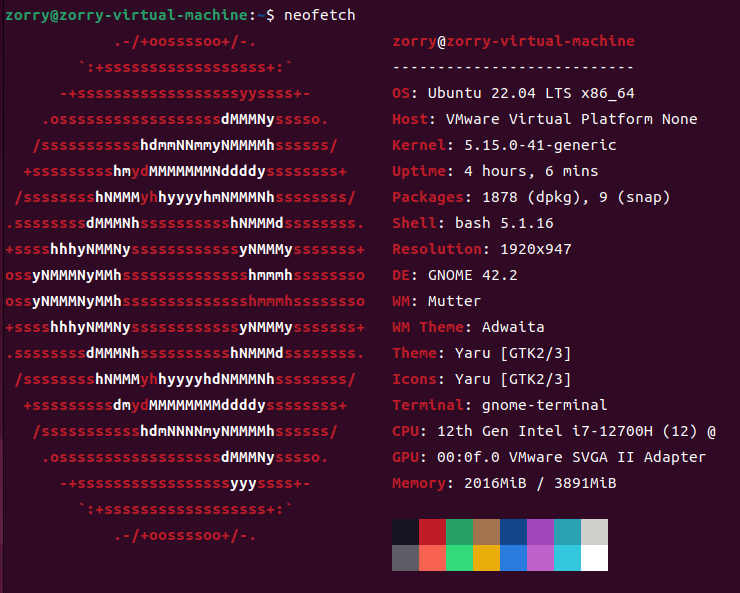 zorry@zorry-virtual-machine:~$ neofetch
            .-/+oossssoo+/-.               zorry@zorry-virtual-machine
        `:+ssssssssssssssssss+:`           ---------------------------
      -+ssssssssssssssssssyyssss+-         OS: Ubuntu 22.04 LTS x86_64
    .ossssssssssssssssssdMMMNysssso.       Host: VMware Virtual Platform None
   /ssssssssssshdmmNNmmyNMMMMhssssss/      Kernel: 5.15.0-41-generic
  +ssssssssshmydMMMMMMMNddddyssssssss+     Uptime: 4 hours, 6 mins
 /sssssssshNMMMyhhyyyyhmNMMMNhssssssss/    Packages: 1878 (dpkg), 9 (snap)
.ssssssssdMMMNhsssssssssshNMMMdssssssss.   Shell: bash 5.1.16
+sssshhhyNMMNyssssssssssssyNMMMysssssss+   Resolution: 1920x947
ossyNMMMNyMMhsssssssssssssshmmmhssssssso   DE: GNOME 42.2
ossyNMMMNyMMhsssssssssssssshmmmhssssssso   WM: Mutter
+sssshhhyNMMNyssssssssssssyNMMMysssssss+   WM Theme: Adwaita
.ssssssssdMMMNhsssssssssshNMMMdssssssss.   Theme: Yaru [GTK2/3]
 /sssssssshNMMMyhhyyyyhdNMMMNhssssssss/    Icons: Yaru [GTK2/3]
  +sssssssssdmydMMMMMMMMddddyssssssss+     Terminal: gnome-terminal
   /ssssssssssshdmNNNNmyNMMMMhssssss/      CPU: 12th Gen Intel i7-12700H (12) @
    .ossssssssssssssssssdMMMNysssso.       GPU: 00:0f.0 VMware SVGA II Adapter
      -+sssssssssssssssssyyyssss+-         Memory: 2016MiB / 3891MiB
        `:+ssssssssssssssssss+:`
            .-/+oossssoo+/-.